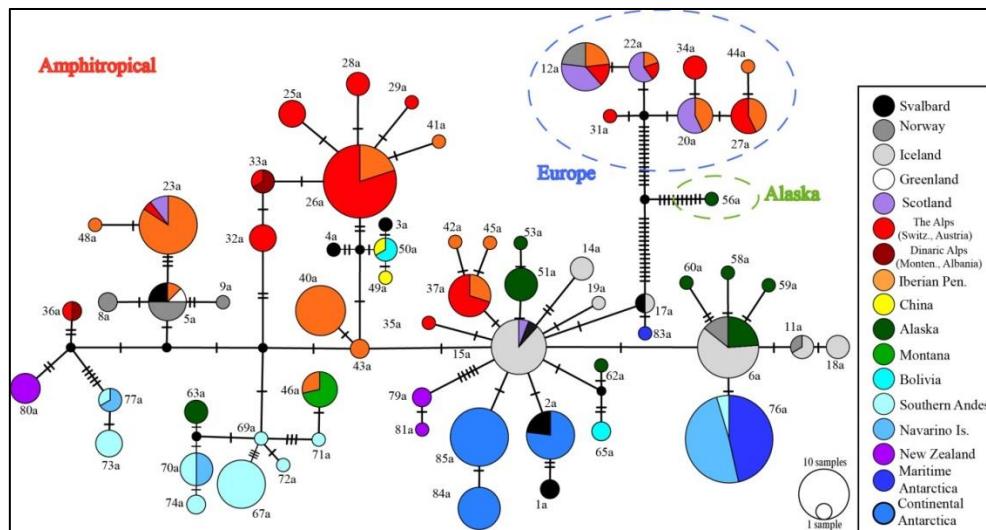 Amphitropical
28a
25a
29a
41a
33a
26a
12a
22a
34a
44a
31a
20a
27a
Europe
Alaska
56a
23a
48a
32a
4a
3a
50a
49a
8a
5a
9a
40a
42a
45a
53a
14a
51a
19a
37a
17a
83a
60a
58a
59a
36a
35a
15a
43a
6a
11a
18a
80a
77a
73a
63a
46a
69a
70a
74a
67a
72a
71a
79a
81a
2a
62a
65a
85a
84a
1a
76a
Svalbard
Norway
Iceland
Greenland
Scotland
The Alps
(Switz., Austria)
Dinaric Alps
(Monten., Albania)
Iberian Pen.
China
Alaska
Montana
Bolivia
Southern Andes
Navarino Is.
New Zealand
Maritime
Antarctica
Continental
Antarctica
10 samples
1 sample